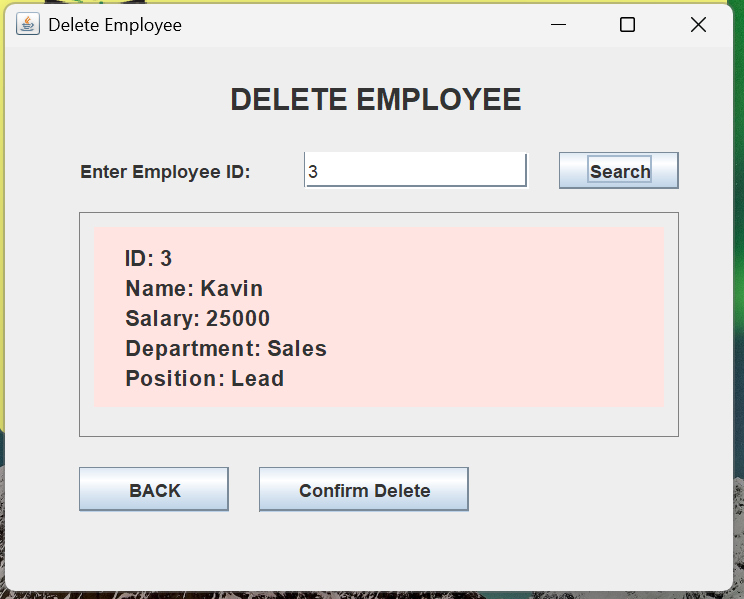 Delete Employee
DELETE EMPLOYEE
Enter Employee ID: 3 Search
ID: 3
Name: Kavin
Salary: 25000
Department: Sales
Position: Lead
BACK Confirm Delete